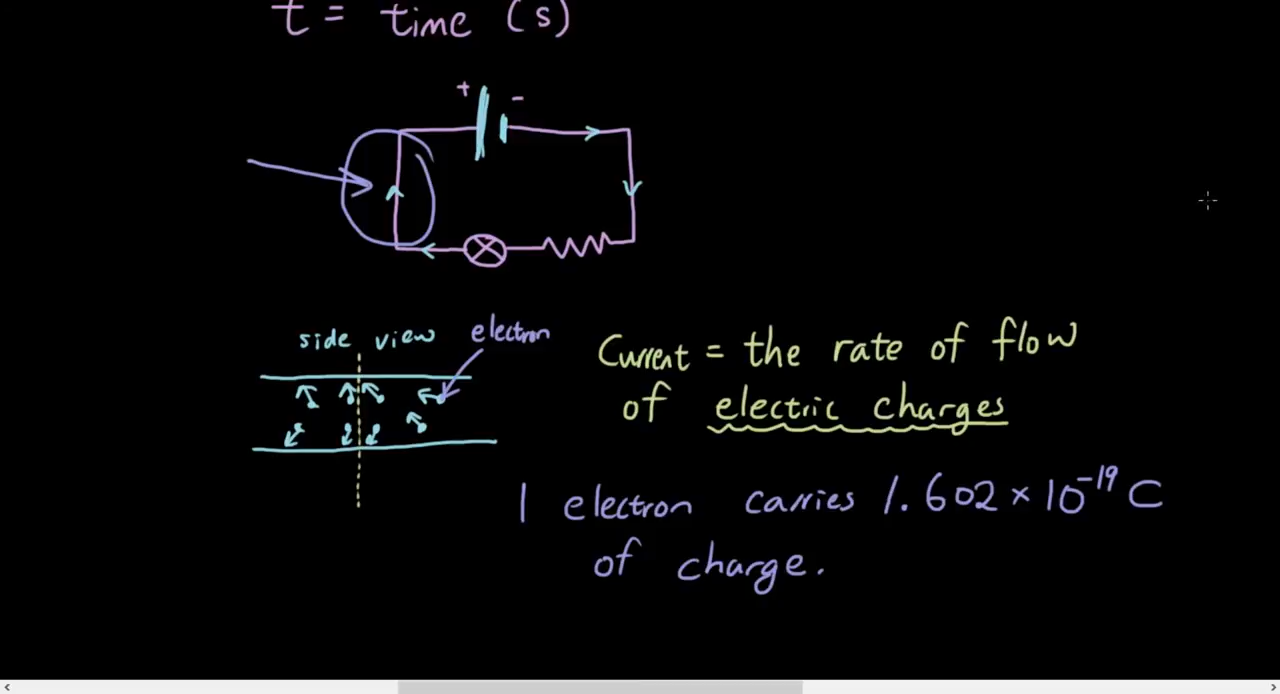 t = time (s)
+ -
side view electron
Current = the rate of flow
of electric charges
1 electron carries 1.602 × 10⁻¹⁹ C
of charge.